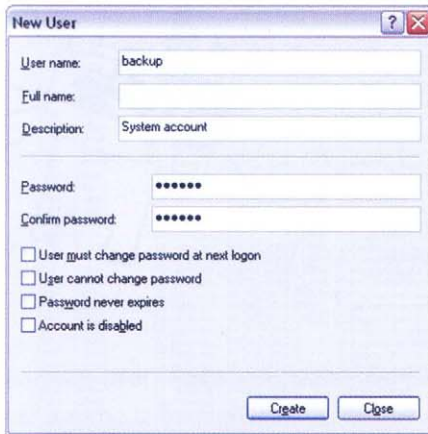 New User
User name: backup
Full name:
Description: System account
Password: ••••••
Confirm password: ••••••
User must change password at next logon
User cannot change password
Password never expires
Account is disabled
Create Close